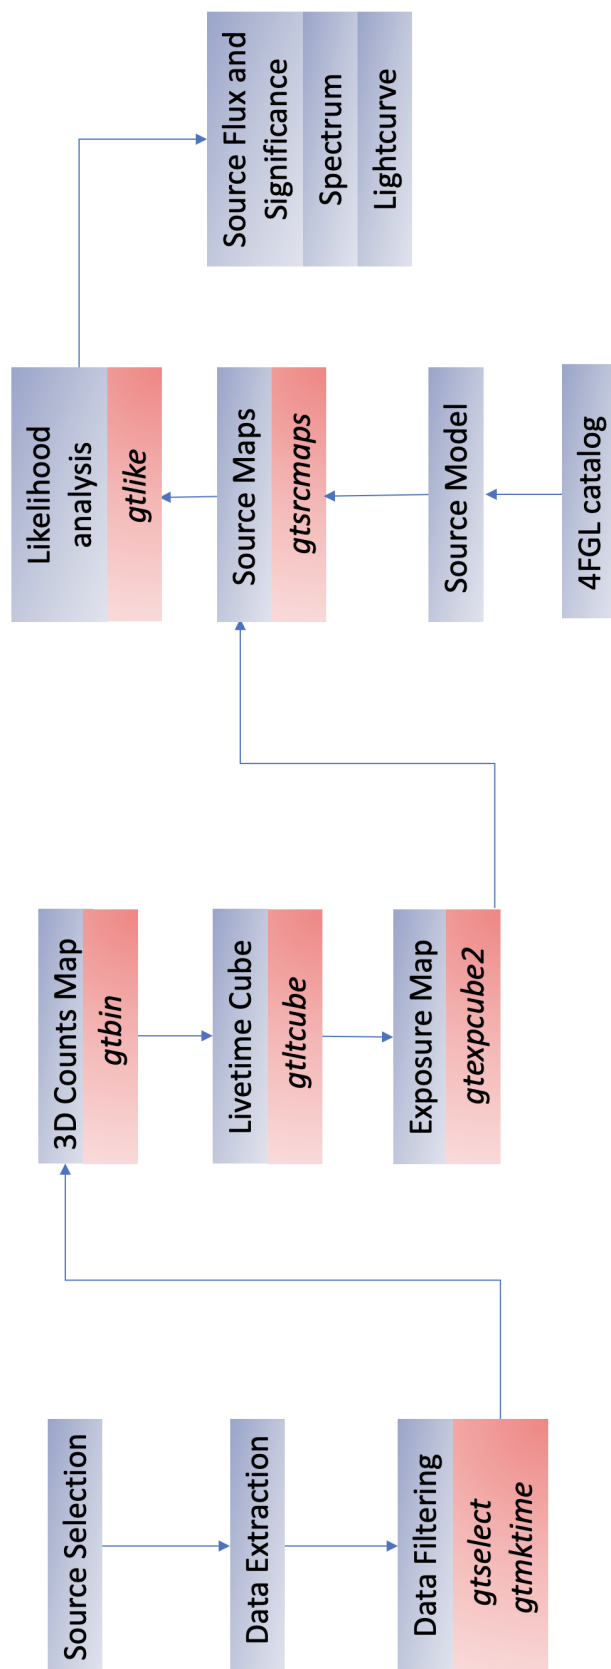 Source Selection
Data Extraction
Data Filtering
gtselect
gtmktime
3D Counts Map
gtbin
Livetime Cube
gtltcube
Exposure Map
gtexpcube2
Likelihood
analysis
gtlike
Source Maps
gtsrcmaps
Source Model
4FGL catalog
Source Flux and
Significance
Spectrum
Lightcurve